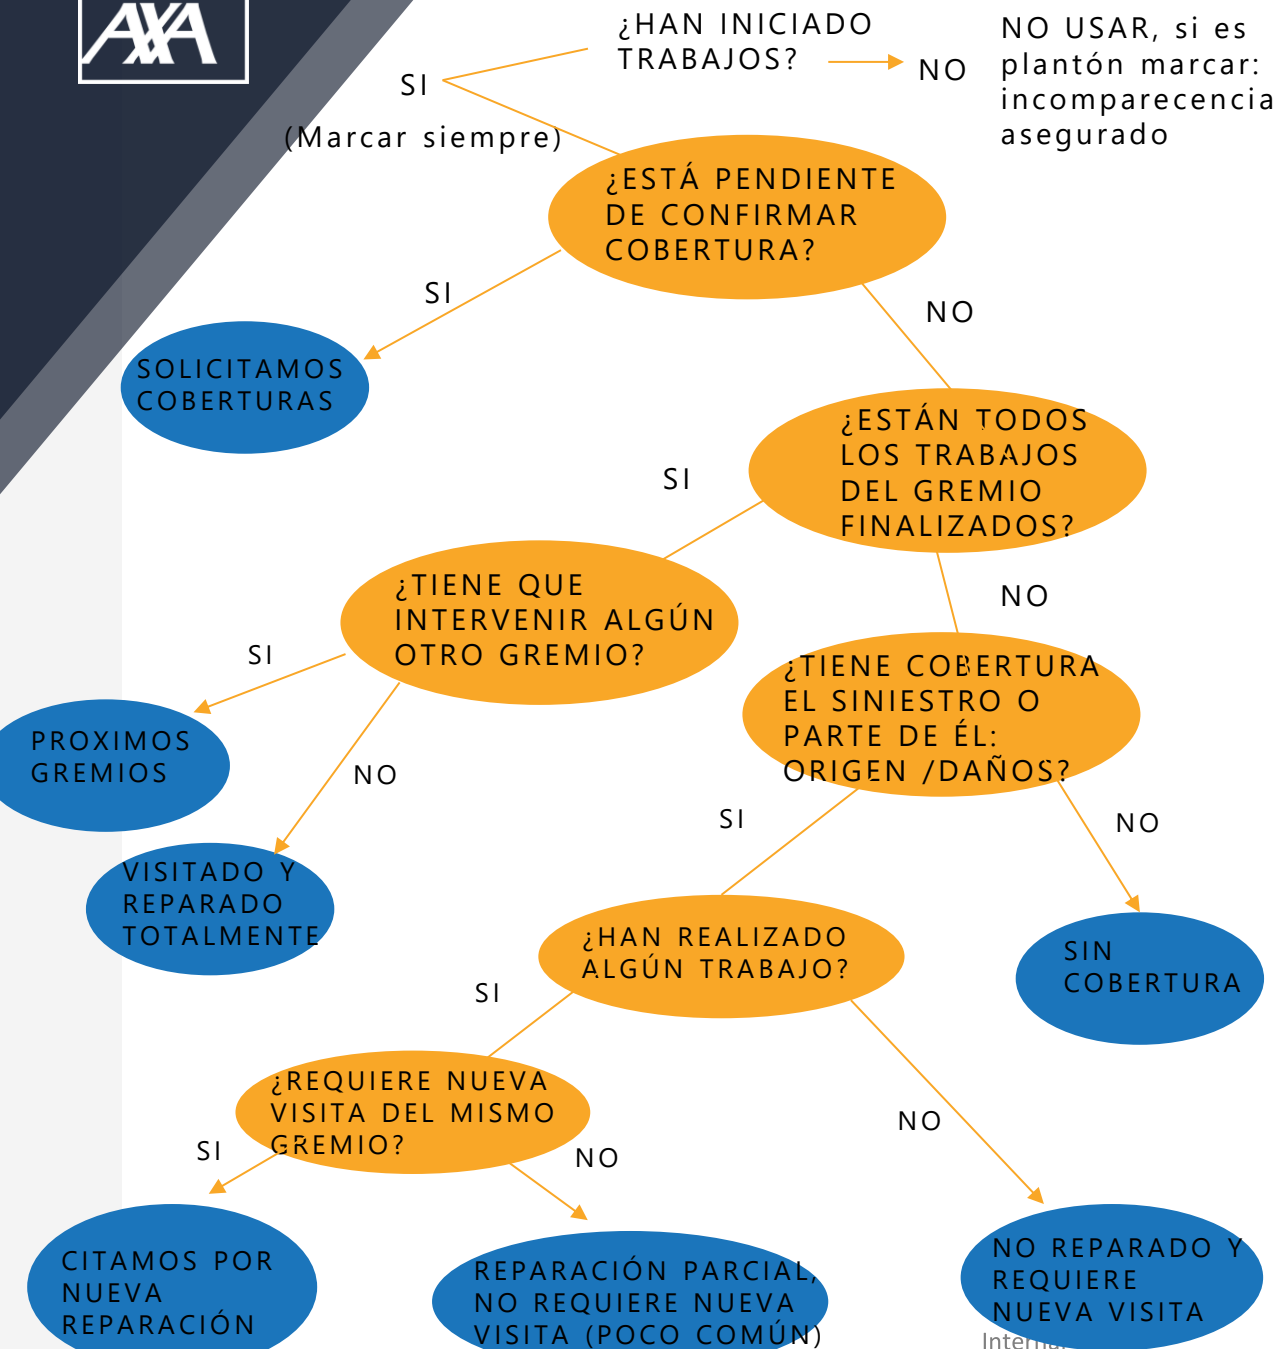 AXA
¿HAN INICIADO
TRABAJOS?
NO
NO USAR, si es
plantón marcar:
incomparecencia
asegurado
SI
(Marcar siempre)
¿ESTÁ PENDIENTE
DE CONFIRMAR
COBERTURA?
SI
NO
SOLICITAMOS
COBERTURAS
¿ESTÁN TODOS
LOS TRABAJOS
DEL GREMIO
FINALIZADOS?
SI
NO
¿TIENE QUE
INTERVENIR ALGÚN
OTRO GREMIO?
SI
NO
¿TIENE COBERTURA
EL SINIESTRO O
PARTE DE ÉL:
ORIGEN /DAÑOS?
PROXIMOS
GREMIOS
VISITADO Y
REPARADO
TOTALMENTE
SI
NO
¿HAN REALIZADO
ALGÚN TRABAJO?
SIN
COBERTURA
SI
NO
¿REQUIERE NUEVA
VISITA DEL MISMO
GREMIO?
SI
NO
CITAMOS POR
NUEVA
REPARACIÓN
REPARACIÓN PARCIAL,
NO REQUIERE NUEVA
VISITA (POCO COMÚN)
NO REPARADO Y
REQUIERE
NUEVA VISITA